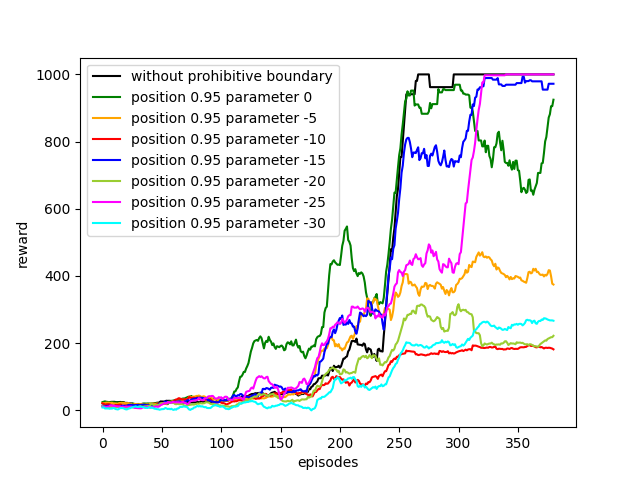 1000
800
600
400
200
0
reward
without prohibitive boundary
position 0.95 parameter 0
position 0.95 parameter -5
position 0.95 parameter -10
position 0.95 parameter -15
position 0.95 parameter -20
position 0.95 parameter -25
position 0.95 parameter -30
0 50 100 150 200 250 300 350
episodes